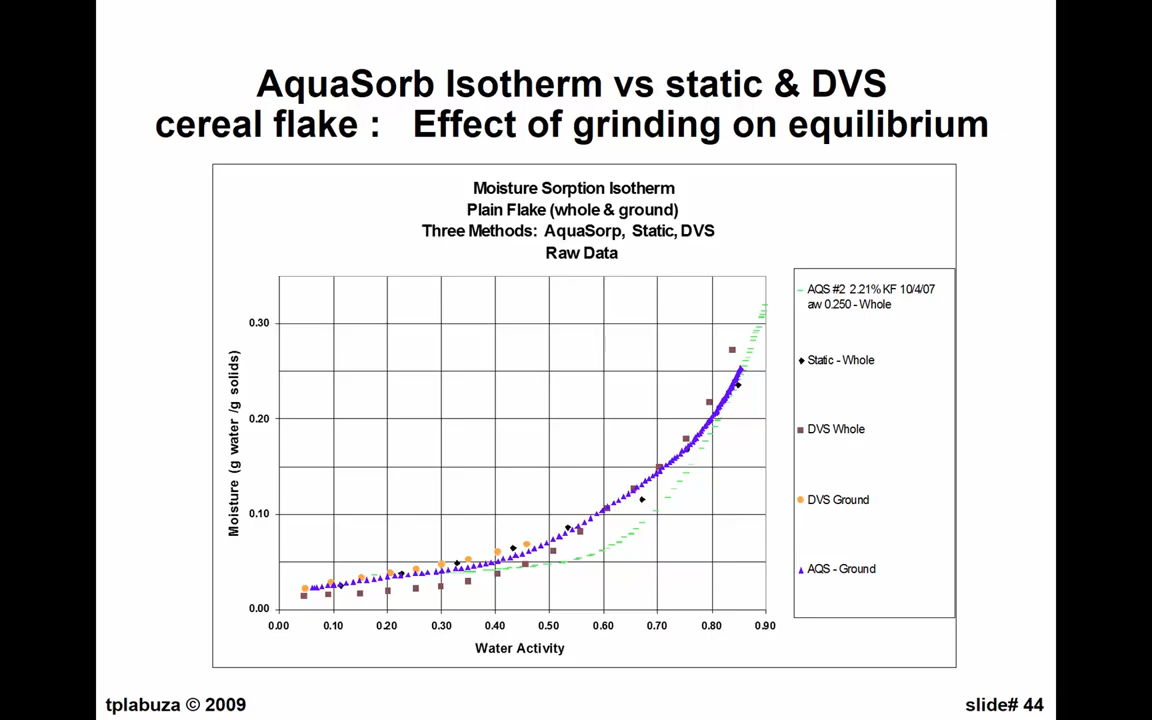 AquaSorb Isotherm vs static & DVS
cereal flake : Effect of grinding on equilibrium
Moisture Sorption Isotherm
Plain Flake (whole & ground)
Three Methods: AquaSorp, Static, DVS
Raw Data
AQS #2 2.21% KF 10/4/07
aw 0.250 - Whole
Static - Whole
DVS Whole
DVS Ground
AQS - Ground
Moisture (g water /g solids)
0.30
0.20
0.10
0.00
0.00 0.10 0.20 0.30 0.40 0.50 0.60 0.70 0.80 0.90
Water Activity
tplabuza © 2009
slide# 44